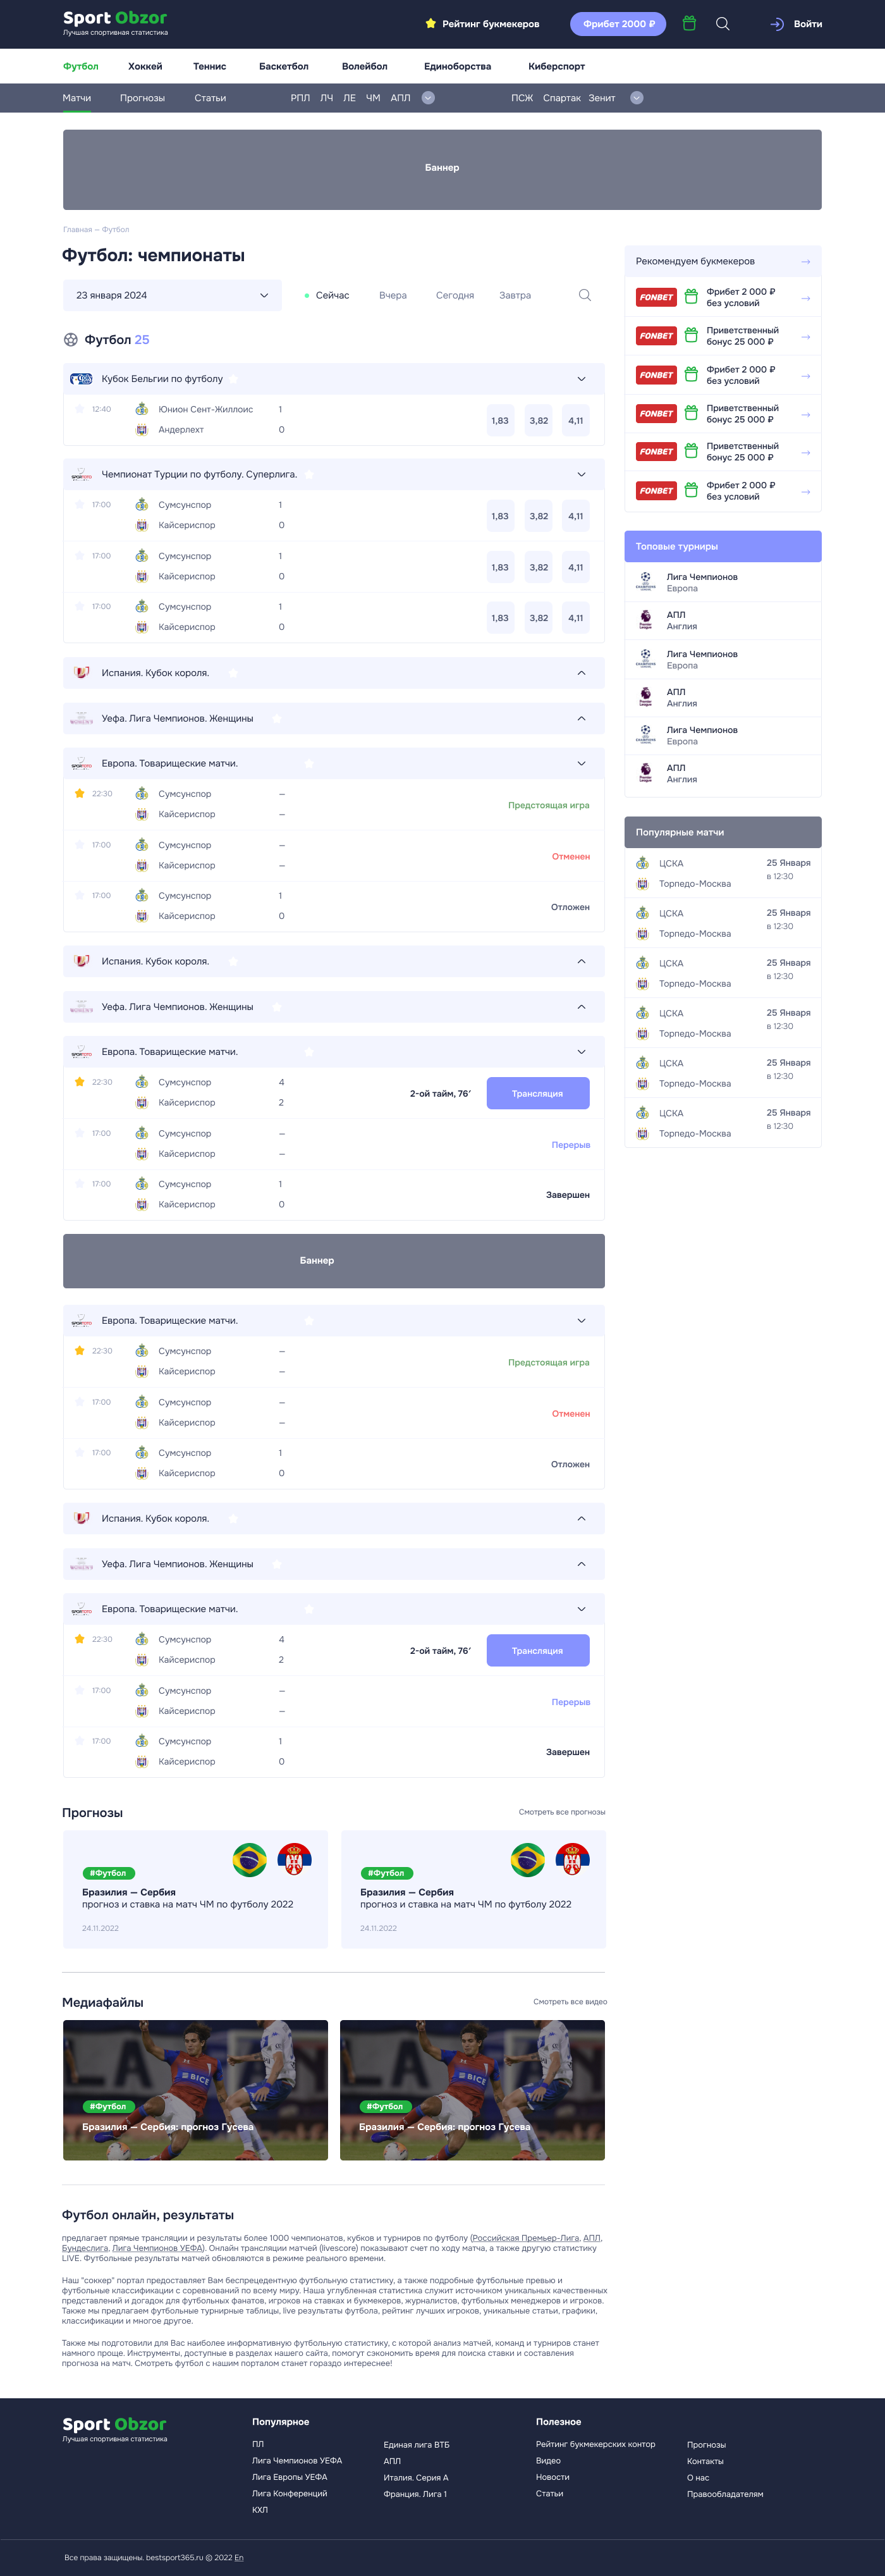 Sport Obzor
Лучшая спортивная статистика
Рейтинг букмекеров
Фрибет 2000 ₽
Войти
Футбол
Хоккей
Теннис
Баскетбол
Волейбол
Единоборства
Киберспорт
Матчи
Прогнозы
Статьи
РПЛ ЛЧ ЛЕ ЧМ АПЛ
ПСЖ Спартак Зенит
Баннер
Главная — Футбол
Футбол: чемпионаты
23 января 2024
Сейчас
Вчера
Сегодня
Завтра
Футбол 25
Кубок Бельгии по футболу
12:40 Юнион Сент-Жиллоис 1
Андерлехт 0
1,83 3,82 4,11
Чемпионат Турции по футболу. Суперлига.
17:00 Сумсунспор 1
Кайсериспор 0
1,83 3,82 4,11
17:00 Сумсунспор 1
Кайсериспор 0
1,83 3,82 4,11
17:00 Сумсунспор 1
Кайсериспор 0
1,83 3,82 4,11
Испания. Кубок короля.
Уефа. Лига Чемпионов. Женщины
Европа. Товарищеские матчи.
22:30 Сумсунспор —
Кайсериспор —
Предстоящая игра
17:00 Сумсунспор —
Кайсериспор —
Отменен
17:00 Сумсунспор 1
Кайсериспор 0
Отложен
Испания. Кубок короля.
Уефа. Лига Чемпионов. Женщины
Европа. Товарищеские матчи.
22:30 Сумсунспор 4
Кайсериспор 2
2-ой тайм, 76′
Трансляция
17:00 Сумсунспор —
Кайсериспор —
Перерыв
17:00 Сумсунспор 1
Кайсериспор 0
Завершен
Баннер
Европа. Товарищеские матчи.
22:30 Сумсунспор —
Кайсериспор —
Предстоящая игра
17:00 Сумсунспор —
Кайсериспор —
Отменен
17:00 Сумсунспор 1
Кайсериспор 0
Отложен
Испания. Кубок короля.
Уефа. Лига Чемпионов. Женщины
Европа. Товарищеские матчи.
22:30 Сумсунспор 4
Кайсериспор 2
2-ой тайм, 76′
Трансляция
17:00 Сумсунспор —
Кайсериспор —
Перерыв
17:00 Сумсунспор 1
Кайсериспор 0
Завершен
Рекомендуем букмекеров
FONBET
Фрибет 2 000 ₽
без условий
FONBET
Приветственный
бонус 25 000 ₽
FONBET
Фрибет 2 000 ₽
без условий
FONBET
Приветственный
бонус 25 000 ₽
FONBET
Приветственный
бонус 25 000 ₽
FONBET
Фрибет 2 000 ₽
без условий
Топовые турниры
Лига Чемпионов
Европа
АПЛ
Англия
Лига Чемпионов
Европа
АПЛ
Англия
Лига Чемпионов
Европа
АПЛ
Англия
Популярные матчи
ЦСКА 25 Января
Торпедо-Москва в 12:30
ЦСКА 25 Января
Торпедо-Москва в 12:30
ЦСКА 25 Января
Торпедо-Москва в 12:30
ЦСКА 25 Января
Торпедо-Москва в 12:30
ЦСКА 25 Января
Торпедо-Москва в 12:30
ЦСКА 25 Января
Торпедо-Москва в 12:30
Прогнозы
Смотреть все прогнозы
#Футбол
Бразилия — Сербия
прогноз и ставка на матч ЧМ по футболу 2022
24.11.2022
#Футбол
Бразилия — Сербия
прогноз и ставка на матч ЧМ по футболу 2022
24.11.2022
Медиафайлы
Смотреть все видео
BICE
#Футбол
Бразилия — Сербия: прогноз Гусева
BICE
#Футбол
Бразилия — Сербия: прогноз Гусева
Футбол онлайн, результаты
предлагает прямые трансляции и результаты более 1000 чемпионатов, кубков и турниров по футболу (Российская Премьер-Лига, АПЛ,
Бундеслига, Лига Чемпионов УЕФА). Онлайн трансляции матчей (livescore) показывают счет по ходу матча, а также другую статистику
LIVE. Футбольные результаты матчей обновляются в режиме реального времени.
Наш "соккер" портал предоставляет Вам беспрецедентную футбольную статистику, а также подробные футбольные превью и
футбольные классификации с соревнований по всему миру. Наша углубленная статистика служит источником уникальных качественных
представлений и догадок для футбольных фанатов, игроков на ставках и букмекеров, журналистов, футбольных менеджеров и игроков.
Также мы предлагаем футбольные турнирные таблицы, live результаты футбола, рейтинг лучших игроков, уникальные статьи, графики,
классификации и многое другое.
Также мы подготовили для Вас наиболее информативную футбольную статистику, с которой анализ матчей, команд и турниров станет
намного проще. Инструменты, доступные в разделах нашего сайта, помогут сэкономить время для поиска ставки и составления
прогноза на матч. Смотреть футбол с нашим порталом станет гораздо интереснее!
Sport Obzor
Лучшая спортивная статистика
Популярное
ПЛ
Лига Чемпионов УЕФА
Лига Европы УЕФА
Лига Конференций
КХЛ
Единая лига ВТБ
АПЛ
Италия. Серия А
Франция. Лига 1
Полезное
Рейтинг букмекерских контор
Видео
Новости
Статьи
Прогнозы
Контакты
О нас
Правообладателям
Все права защищены. bestsport365.ru © 2022 En